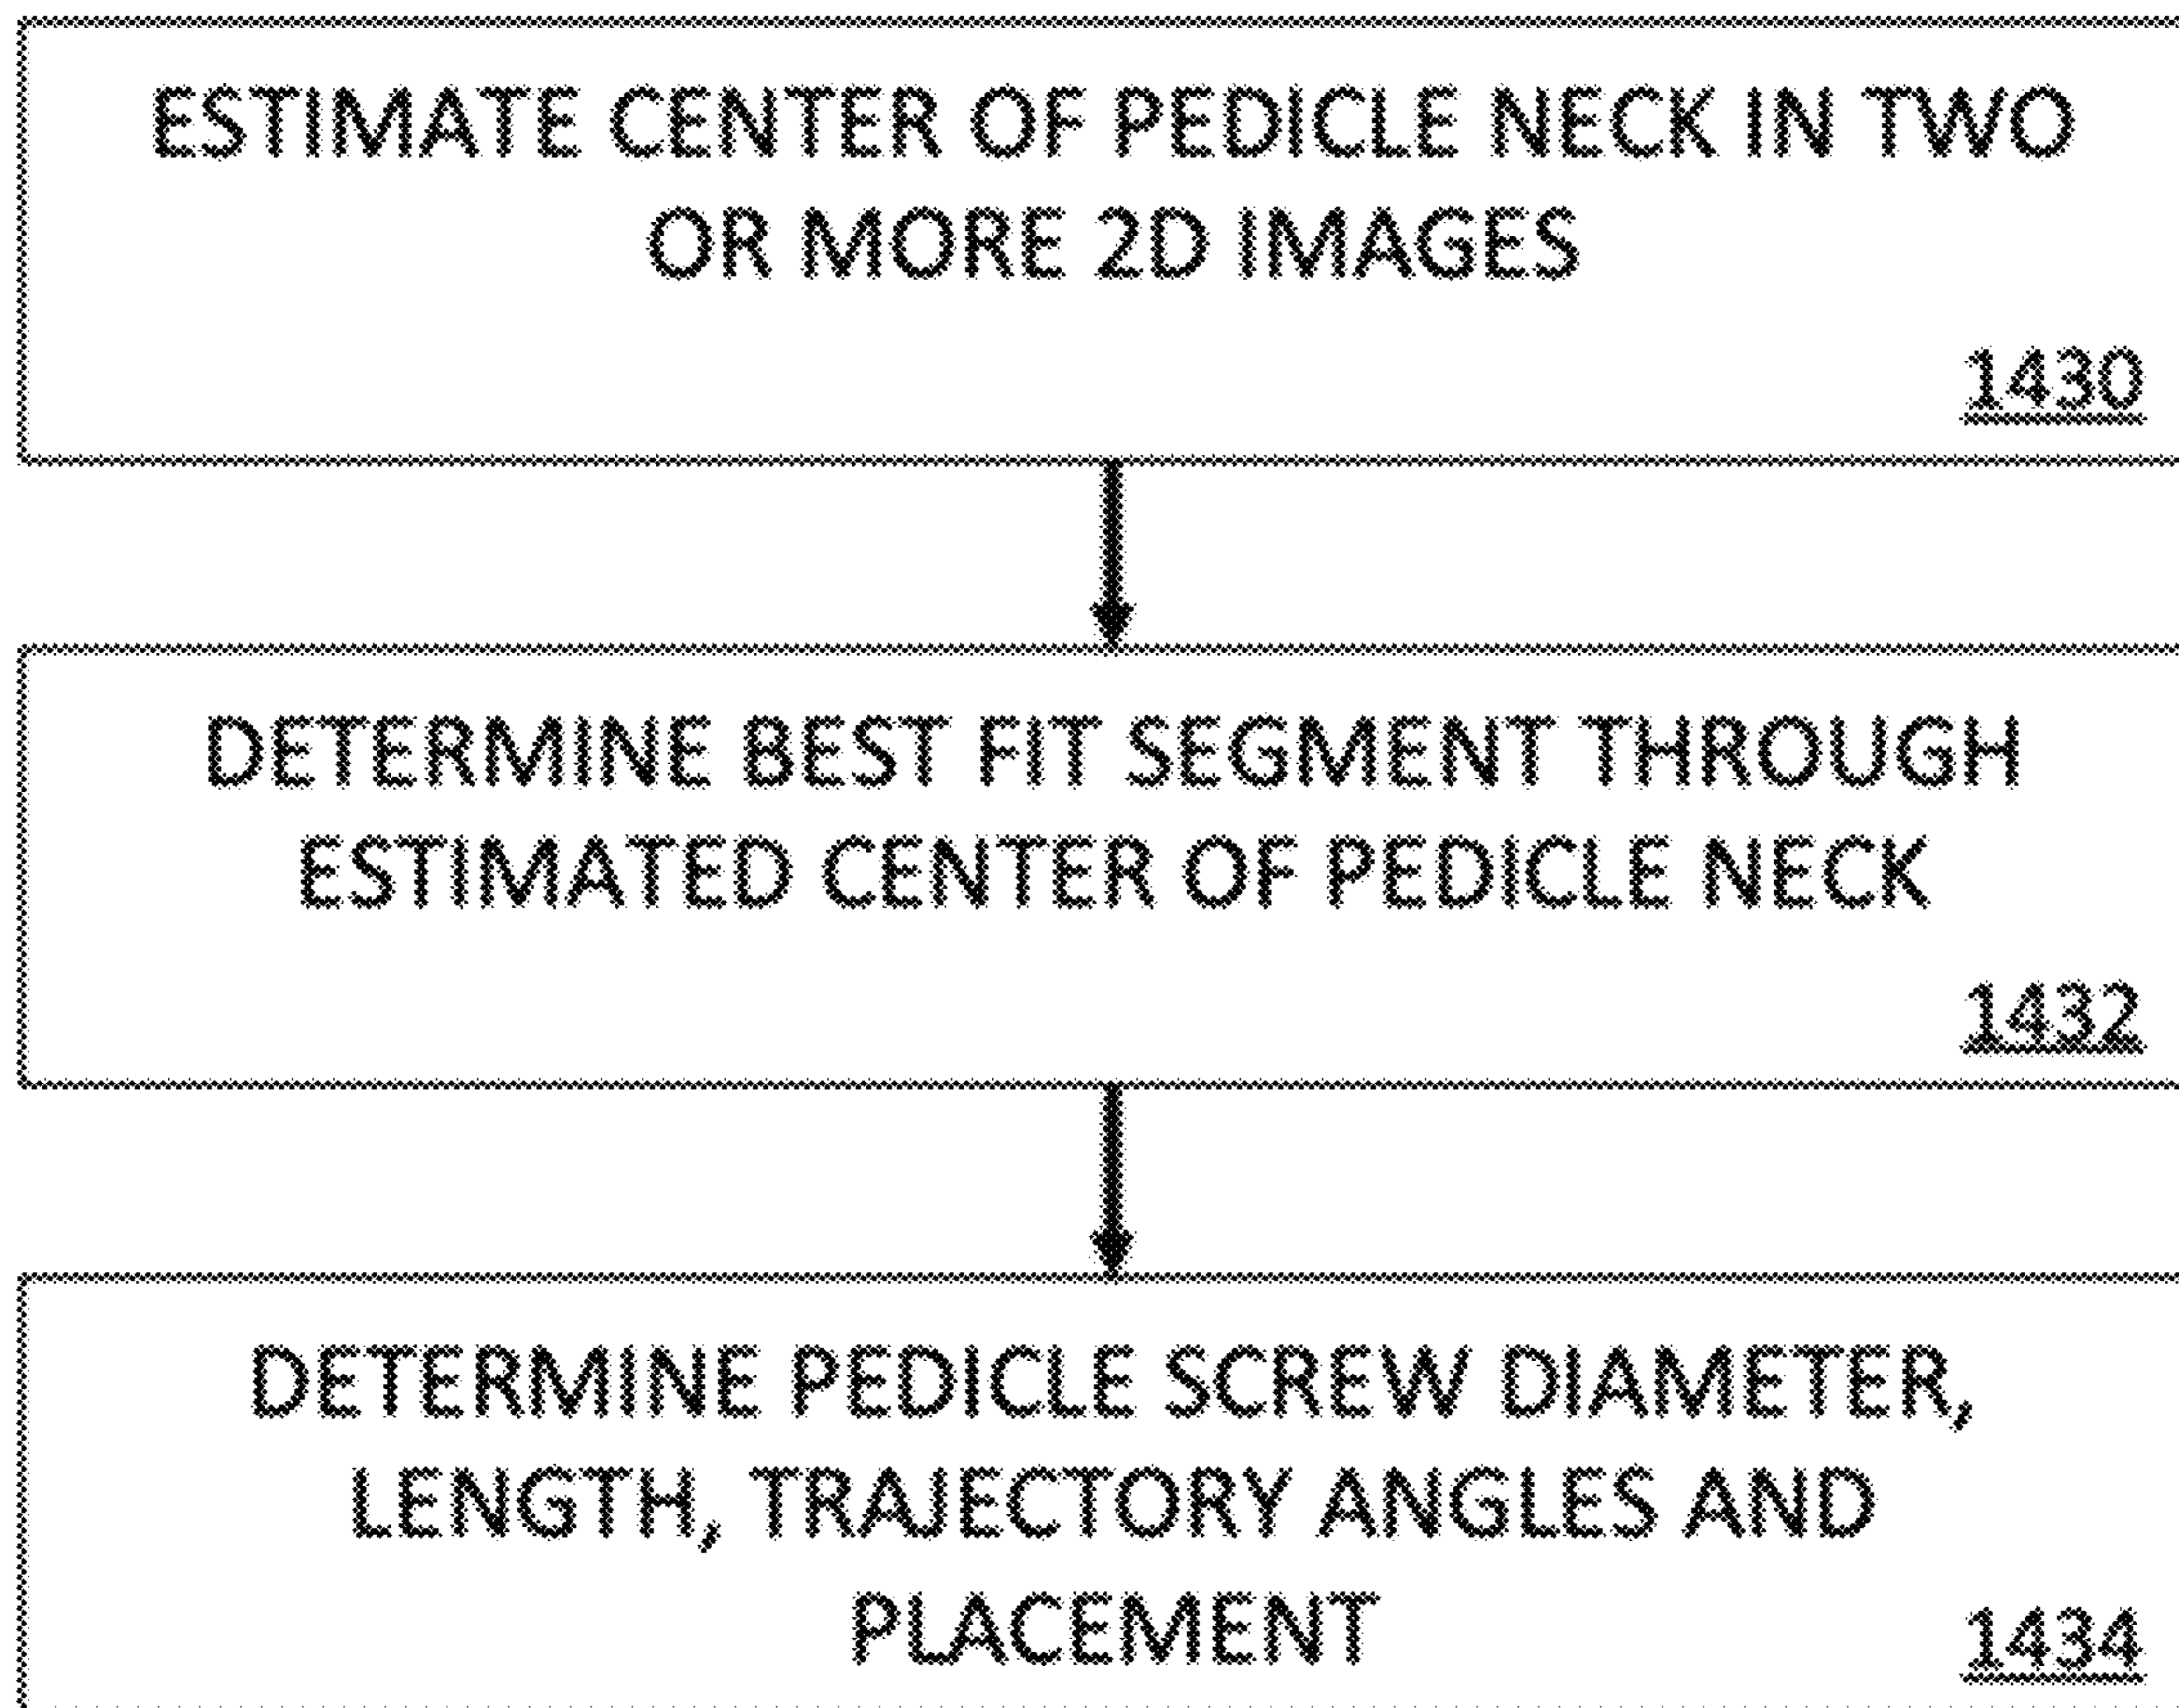 ESTIMATE CENTER OF PEDICLE NECK IN TWO
OR MORE 2D IMAGES
1430
DETERMINE BEST FIT SEGMENT THROUGH
ESTIMATED CENTER OF PEDICLE NECK
1432
DETERMINE PEDICLE SCREW DIAMETER,
LENGTH, TRAJECTORY ANGLES AND
PLACEMENT
1434